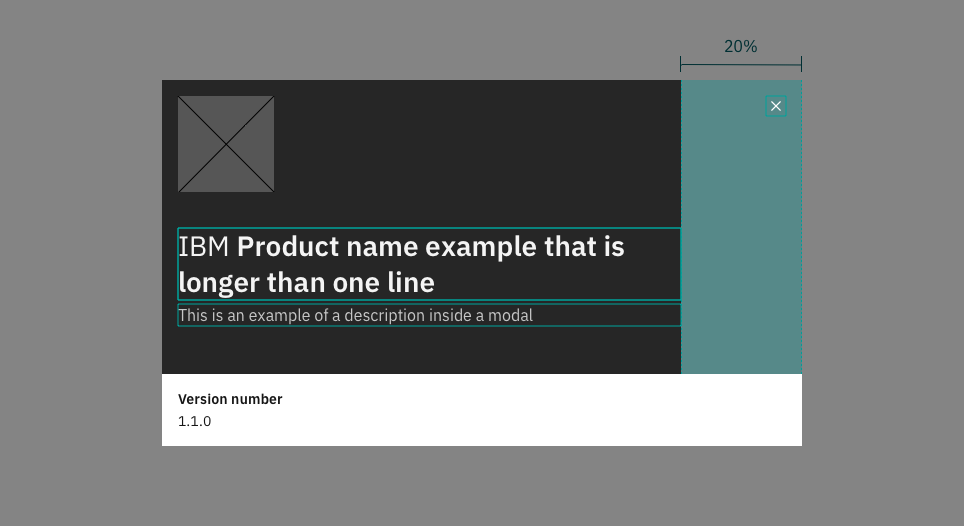 20%
IBM Product name example that is
longer than one line
This is an example of a description inside a modal
Version number
1.1.0